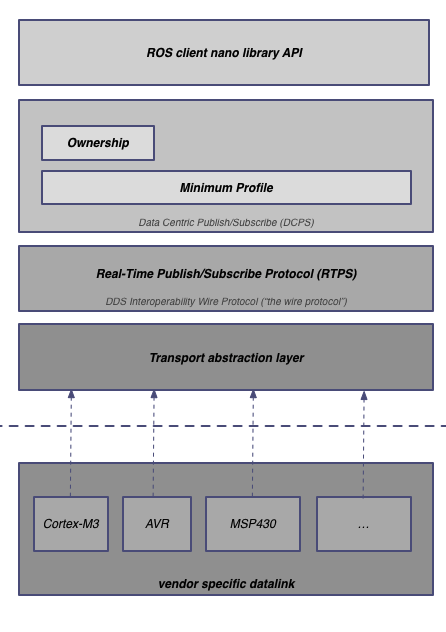 ROS client nano library API
Ownership
Minimum Profile
Data Centric Publish/Subscribe (DCPS)
Real-Time Publish/Subscribe Protocol (RTPS)
DDS Interoperability Wire Protocol (“the wire protocol”)
Transport abstraction layer
Cortex-M3 AVR MSP430 …
vendor specific datalink